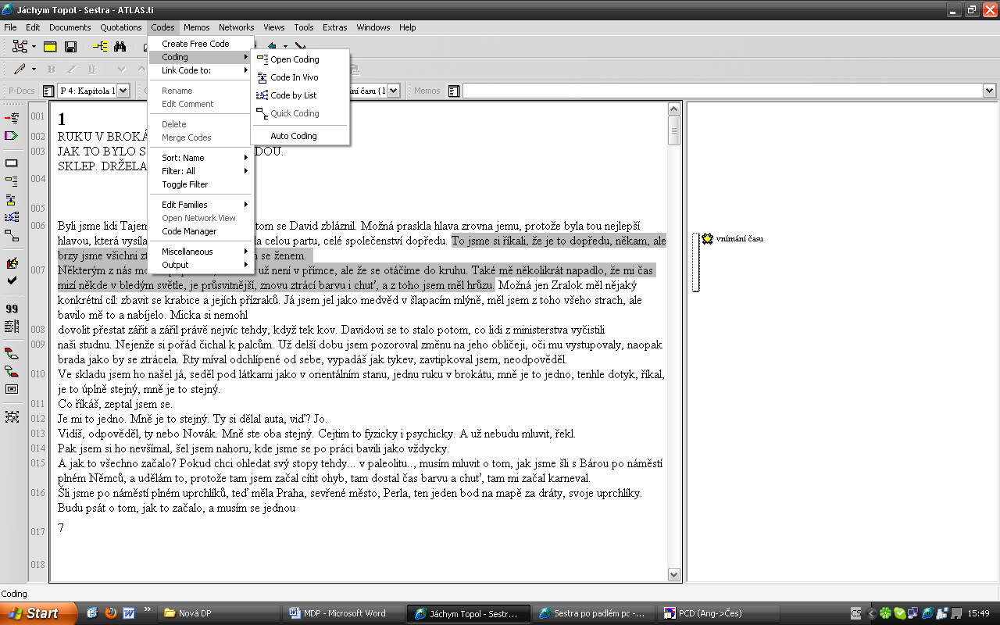 Jáchym Topol - Sestra - ATLAS.ti
File Edit Documents Quotations Codes Memos Networks Views Tools Extras Windows Help
Create Free Code
Coding
Link Code to:
Rename
Edit Comment
Delete
Merge Codes
Sort: Name
Filter: All
Toggle Filter
Edit Families
Open Network View
Code Manager
Miscellaneous
Output
Open Coding
Code In Vivo
Code by List
Quick Coding
Auto Coding
B I U
P-Docs P 4: Kapitola 1 ání času {1 Memos
001 1
002 RUKU V BROKÁ
003 JAK TO BYLO S DOU.
SKLEP. DRŽELA
004
005
006 Byli jsme lidi Tajem tom se David zbláznil. Možná praskla hlava zrovna jemu, protože byla tou nejlepší
hlavou, která vysíla la celou partu, celé společenství dopředu. To jsme si říkali, že je to dopředu, někam, ale
brzy jsme všichni zt se ženem.
007 Některým z nás mo už není v přímce, ale že se otáčíme do kruhu. Také mě několikrát napadlo, že mi čas
mizí někde v bledým světle, je průsvitnější, znovu ztrácí barvu i chuť, a z toho jsem měl hrůzu. Možná jen Zralok měl nějaký
konkrétní cíl: zbavit se krabice a jejích přízraků. Já jsem jel jako medvěd v šlapacím mlýně, měl jsem z toho všeho strach, ale
bavilo mě to a nabíjelo. Micka si nemohl
008 dovolit přestat zářit a zářil právě nejvíc tehdy, když tek kov. Davidovi se to stalo potom, co lidi z ministerstva vyčistili
009 naši studnu. Nejenže si pořád čichal k palcům. Už delší dobu jsem pozoroval změnu na jeho obličeji, oči mu vystupovaly, naopak
brada jako by se ztrácela. Rty míval odchlípené od sebe, vypadáš jak tykev, zavtipkoval jsem, neodpověděl.
010 Ve skladu jsem ho našel já, seděl pod látkami jako v orientálním stanu, jednu ruku v brokátu, mně je to jedno, tenhle dotyk, říkal,
je to úplně stejný, mně je to stejný.
011 Co říkáš, zeptal jsem se.
012 Je mi to jedno. Mně je to stejný. Ty si dělal auta, viď? Jo.
013 Vidíš, odpověděl, ty nebo Novák. Mně ste oba stejný. Cejtim to fyzicky i psychicky. A už nebudu mluvit, řekl.
014 Pak jsem si ho nevšímal, šel jsem nahoru, kde jsme se po práci bavili jako vždycky.
015 A jak to všechno začalo? Pokud chci ohledat svý stopy tehdy... v paleolitu.., musím mluvit o tom, jak jsme šli s Bárou po náměstí
plném Němců, a udělám to, protože tam jsem začal cítit ohyb, tam dostal čas barvu a chuť, tam mi začal karneval.
016 Šli jsme po náměstí plným uprchlíků, teď měla Praha, sevřené město, Perla, ten jeden bod na mapě za dráty, svoje uprchlíky.
Budu psát o tom, jak to začalo, a musím se jednou
017 7
018
vnímání času
Coding
Start Nová DP MDP - Microsoft Word Jáchym Topol - Sestr... Sestra po padlém pc -... PCD (Ang->Čes) CS 15:49